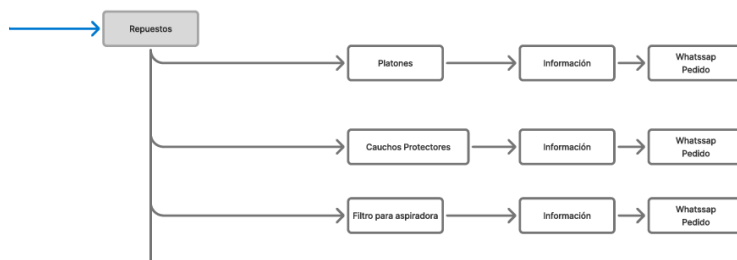 Repuestos
Platones
Información
Whatssap
Pedido
Cauchos Protectores
Información
Whatssap
Pedido
Filtro para aspiradora
Información
Whatssap
Pedido